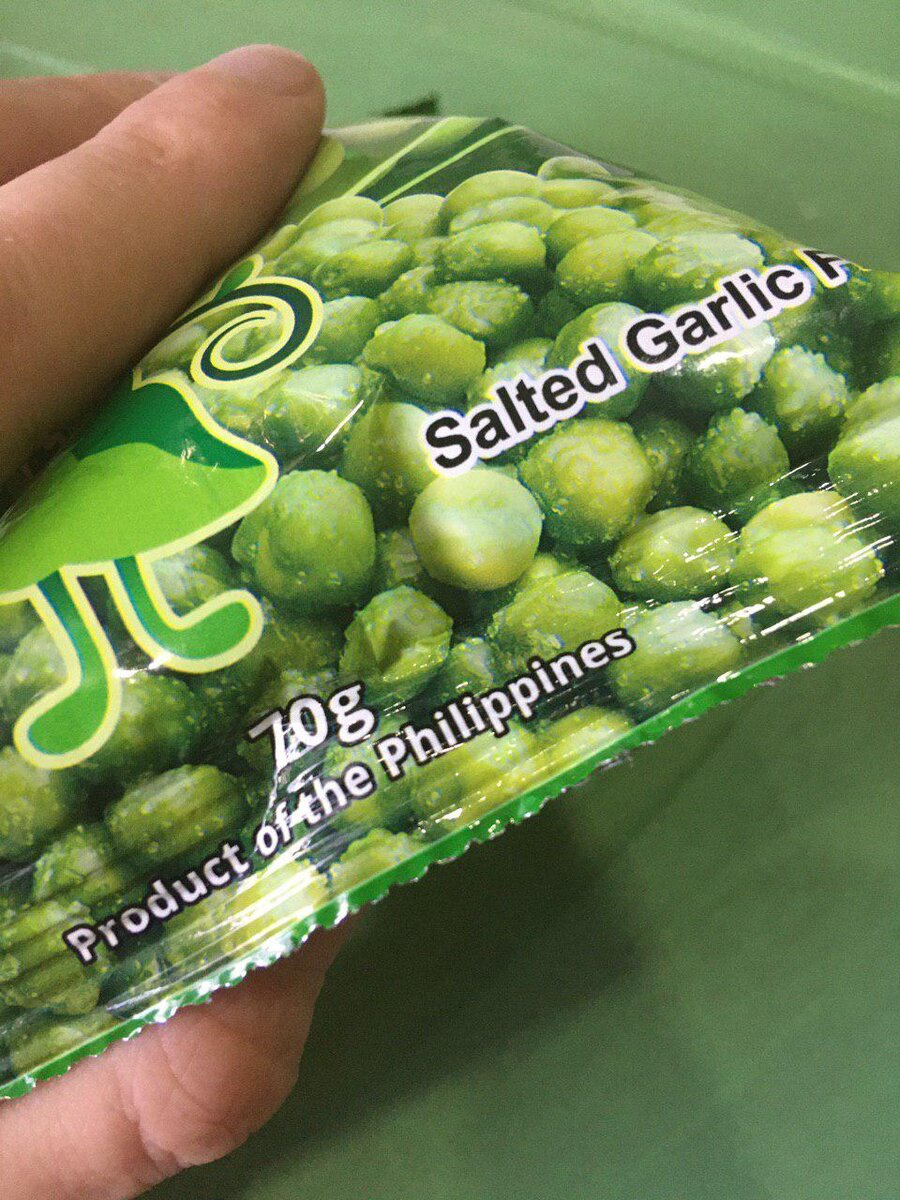 Salted Garlic
70g
Product of the Philippines